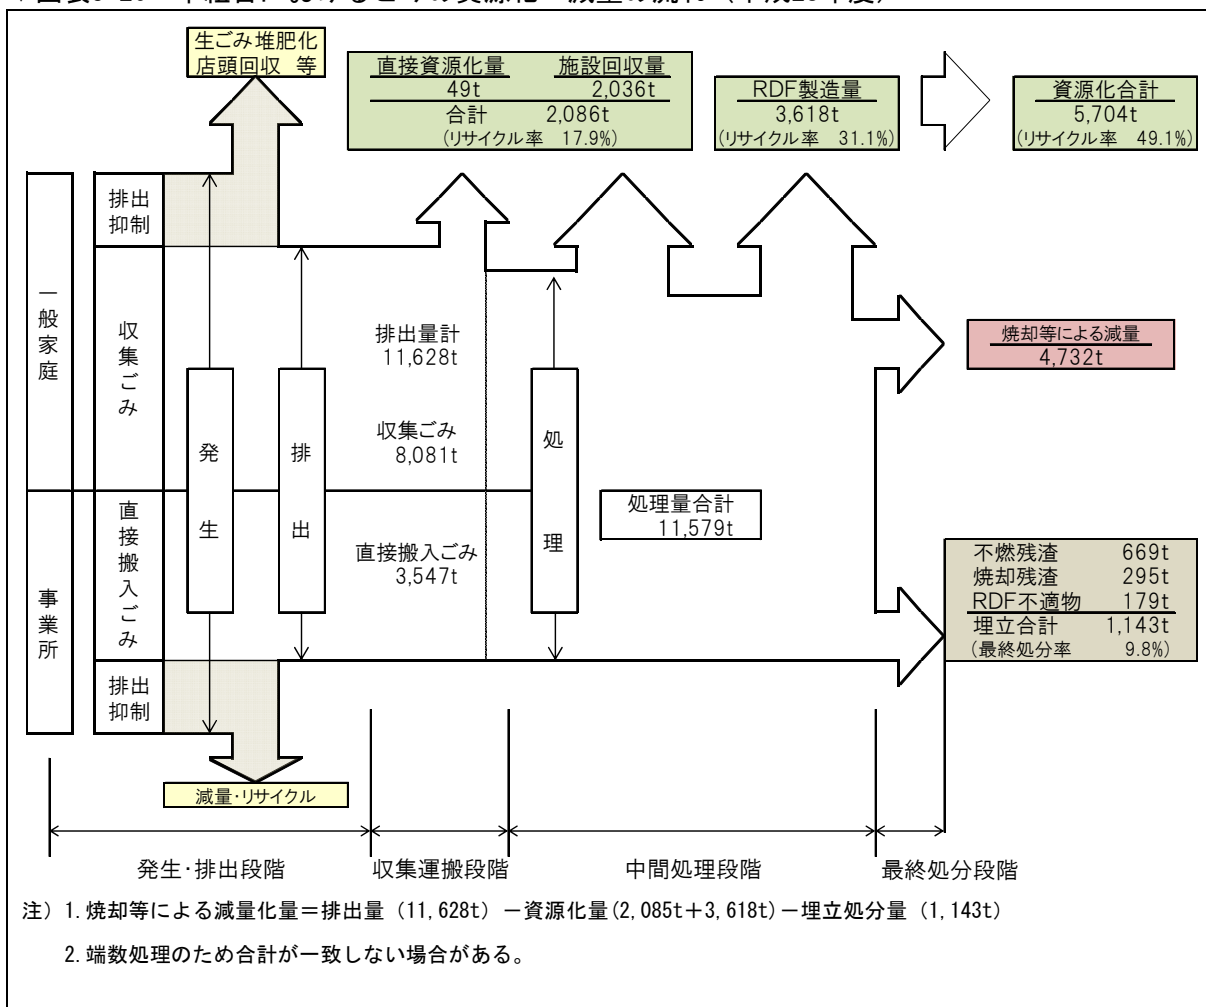 生ごみ堆肥化
店頭回収 等
直接資源化量 施設回収量
49t 2,036t
合計 2,086t
(リサイクル率 17.9%)
RDF製造量
3,618t
(リサイクル率 31.1%)
資源化合計
5,704t
(リサイクル率 49.1%)
排出
抑制
一般家庭
収集ごみ
排出量計
11,628t
焼却等による減量
4,732t
発生
排出
収集ごみ
8,081t
処理
処理量合計
11,579t
事業所
直接搬入ごみ
直接搬入ごみ
3,547t
不燃残渣 669t
焼却残渣 295t
RDF不適物 179t
埋立合計 1,143t
(最終処分率 9.8%)
排出
抑制
減量・リサイクル
発生・排出段階 収集運搬段階 中間処理段階 最終処分段階
注）1.焼却等による減量化量＝排出量（11,628t）－資源化量(2,085t＋3,618t)－埋立処分量（1,143t）
2.端数処理のため合計が一致しない場合がある。